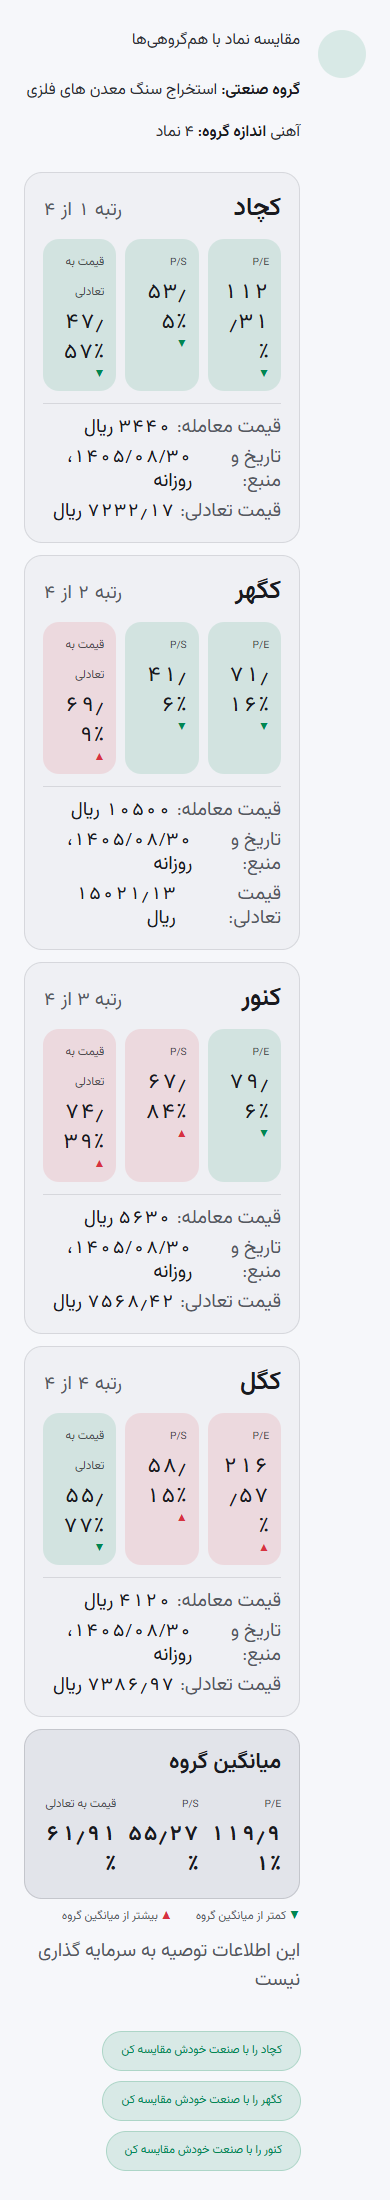 مقایسه نماد با هم‌گروهی‌ها
گروه صنعتی: استخراج سنگ معدن های فلزی
آهنی اندازه گروه: ۴ نماد
کچاد
رتبه ۱ از ۴
P/E
۱۱۲
/۳۱
٪
▼
P/S
۵۳/
۵٪
▼
قیمت به
تعادلی
۴۷/
۵۷٪
▼
قیمت معامله: ۳۴۴۰ ریال
تاریخ و منبع: ۱۴۰۵/۰۸/۳۰، روزانه
قیمت تعادلی: ۷۲۳۲/۱۷ ریال
کگهر
رتبه ۲ از ۴
P/E
۷۱/
۱۶٪
▼
P/S
۴۱/
۶٪
▼
قیمت به
تعادلی
۶۹/
۹٪
▲
قیمت معامله: ۱۰۵۰۰ ریال
تاریخ و منبع: ۱۴۰۵/۰۸/۳۰، روزانه
قیمت تعادلی: ۱۵۰۲۱/۱۳ ریال
کنور
رتبه ۳ از ۴
P/E
۷۹/
۶٪
▼
P/S
۶۷/
۸۴٪
▲
قیمت به
تعادلی
۷۴/
۳۹٪
▲
قیمت معامله: ۵۶۳۰ ریال
تاریخ و منبع: ۱۴۰۵/۰۸/۳۰، روزانه
قیمت تعادلی: ۷۵۶۸/۴۲ ریال
کگل
رتبه ۴ از ۴
P/E
۲۱۶
/۵۷
٪
▲
P/S
۵۸/
۱۵٪
▲
قیمت به
تعادلی
۵۵/
۷۷٪
▼
قیمت معامله: ۴۱۲۰ ریال
تاریخ و منبع: ۱۴۰۵/۰۸/۳۰، روزانه
قیمت تعادلی: ۷۳۸۶/۹۷ ریال
میانگین گروه
P/E
۱۱۹/۹
۱٪
P/S
۵۵/۲۷
٪
قیمت به تعادلی
۶۱/۹۱
٪
▼ کمتر از میانگین گروه ▲ بیشتر از میانگین گروه
این اطلاعات توصیه به سرمایه گذاری
نیست
کچاد را با صنعت خودش مقایسه کن
کگهر را با صنعت خودش مقایسه کن
کنور را با صنعت خودش مقایسه کن